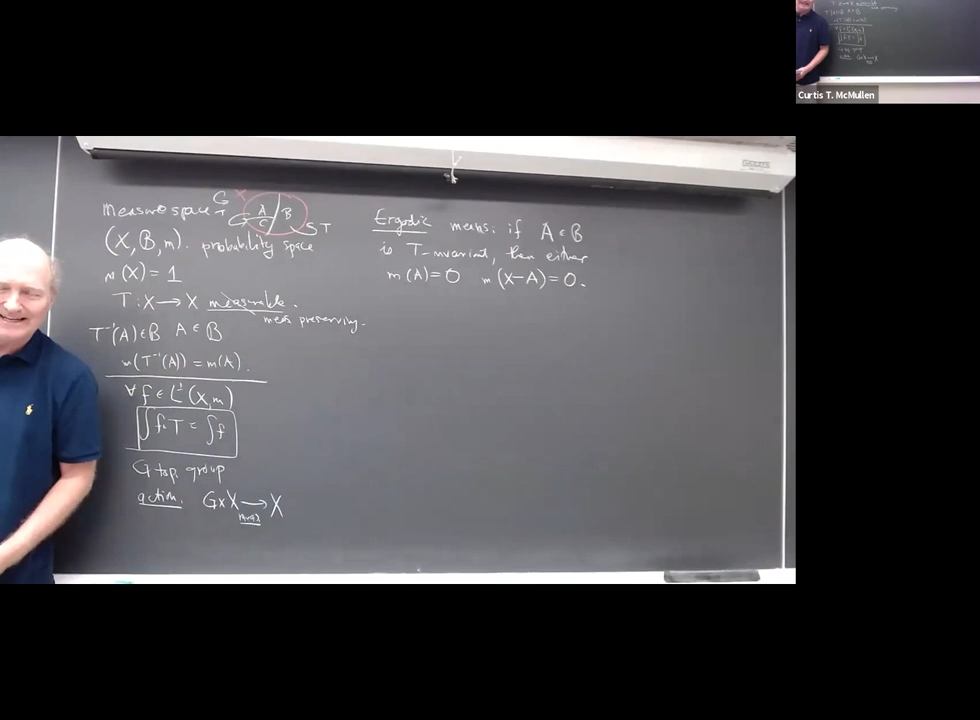 Curtis T. McMullen
measure space
A B
C
T
(X, B, m). probability space
m(X) = 1
T: X → X measurable.
meas preserving.
T⁻¹(A) ∈ B A ∈ B
m(T⁻¹(A)) = m(A).
∀ f ∈ L¹(X, m)
∫f∘T = ∫f
G top. group
action. G×X → X
meas
Ergodic means: if A ∈ B
is T-invariant, then either
m(A) = 0 m(X-A) = 0.